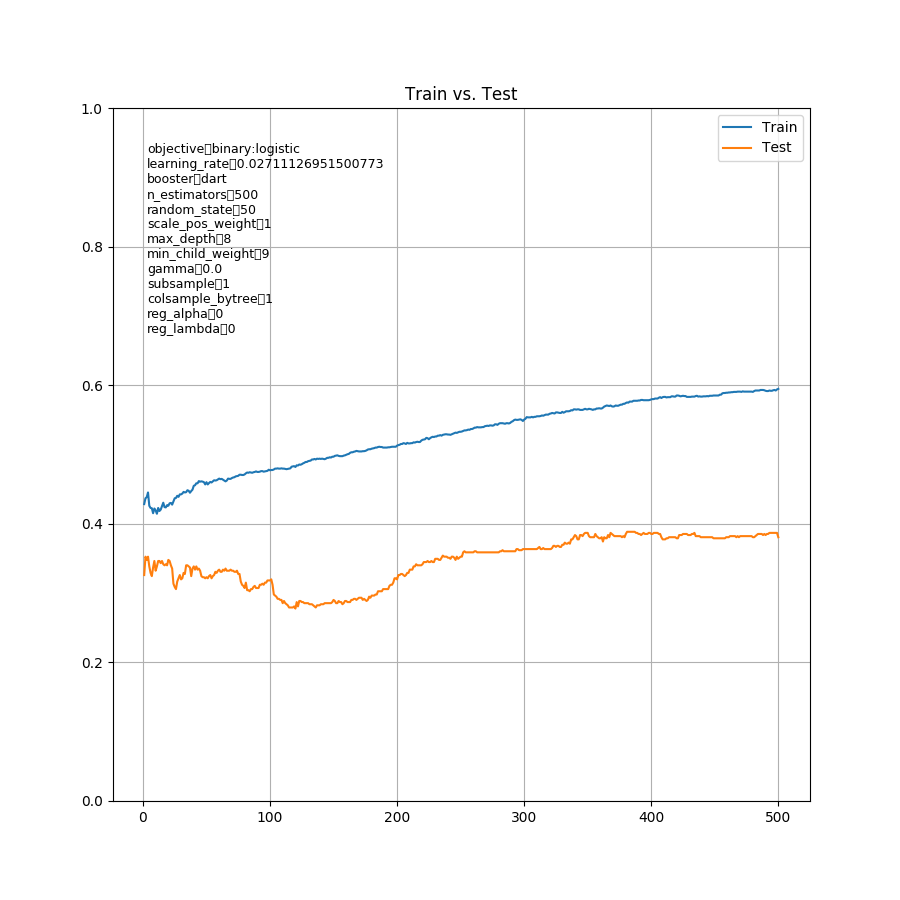 Train vs. Test
1.0
0.8
0.6
0.4
0.2
0.0
0
100
200
300
400
500
Train
Test
objective▯binary:logistic
learning_rate▯0.02711126951500773
booster▯dart
n_estimators▯500
random_state▯50
scale_pos_weight▯1
max_depth▯8
min_child_weight▯9
gamma▯0.0
subsample▯1
colsample_bytree▯1
reg_alpha▯0
reg_lambda▯0